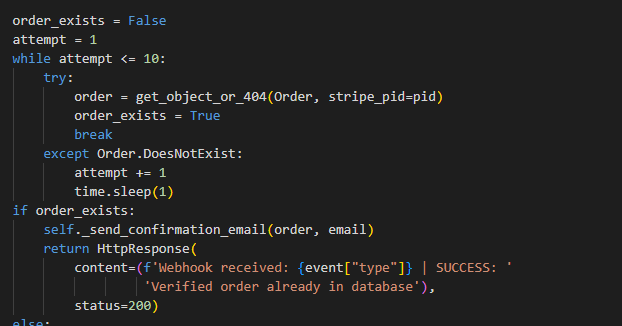 order_exists = False
attempt = 1
while attempt <= 10:
    try:
        order = get_object_or_404(Order, stripe_pid=pid)
        order_exists = True
        break
    except Order.DoesNotExist:
        attempt += 1
        time.sleep(1)
if order_exists:
    self._send_confirmation_email(order, email)
    return HttpResponse(
        content=(f'Webhook received: {event["type"]} | SUCCESS: '
                 'Verified order already in database'),
        status=200)
else: